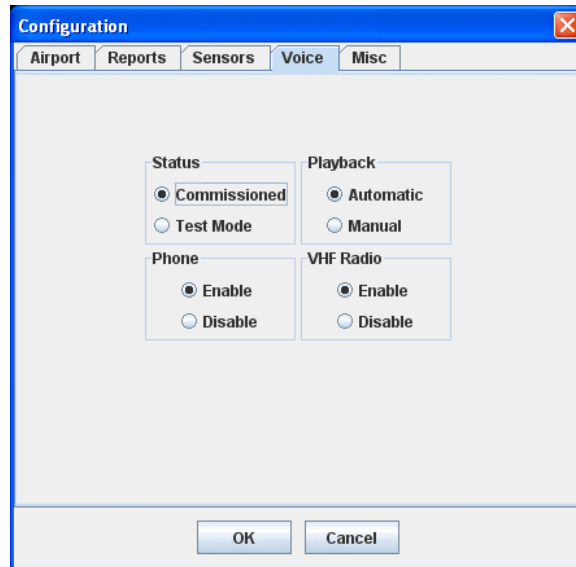 Configuration
Airport Reports Sensors Voice Misc
Status Playback
Commissioned Automatic
Test Mode Manual
Phone VHF Radio
Enable Enable
Disable Disable
OK Cancel